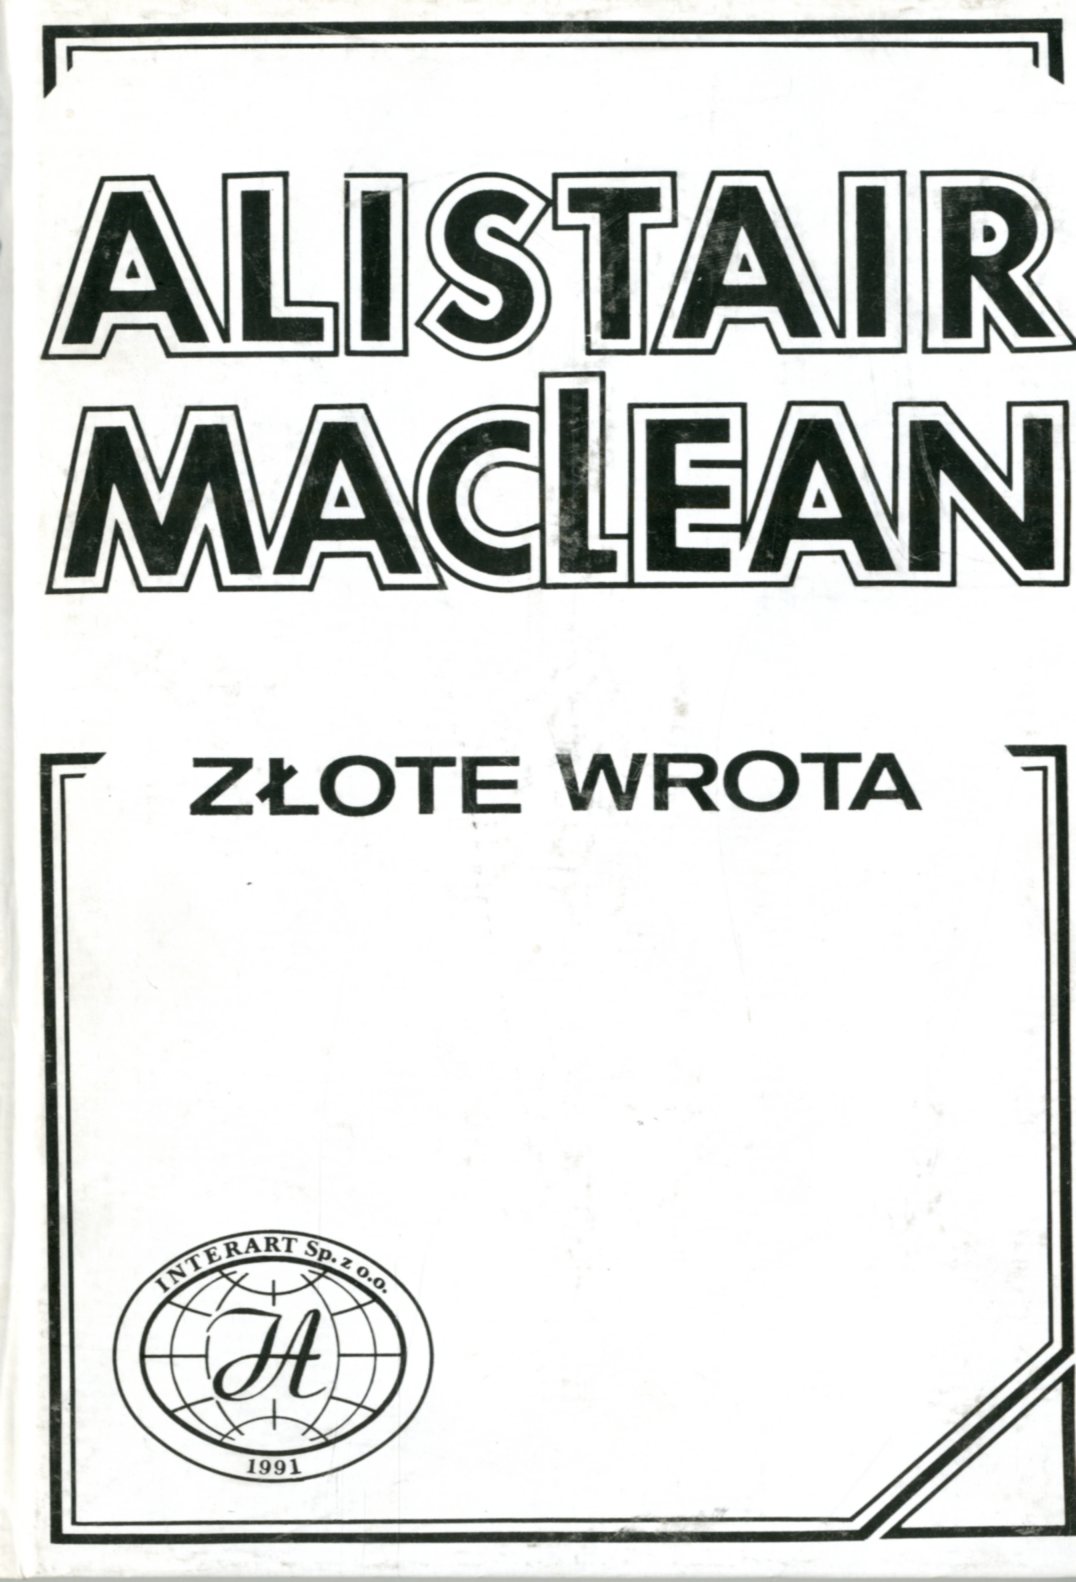 ALISTAIR
MACLEAN
ZŁOTE WROTA
INTERART Sp. z o.o.
IA
1991